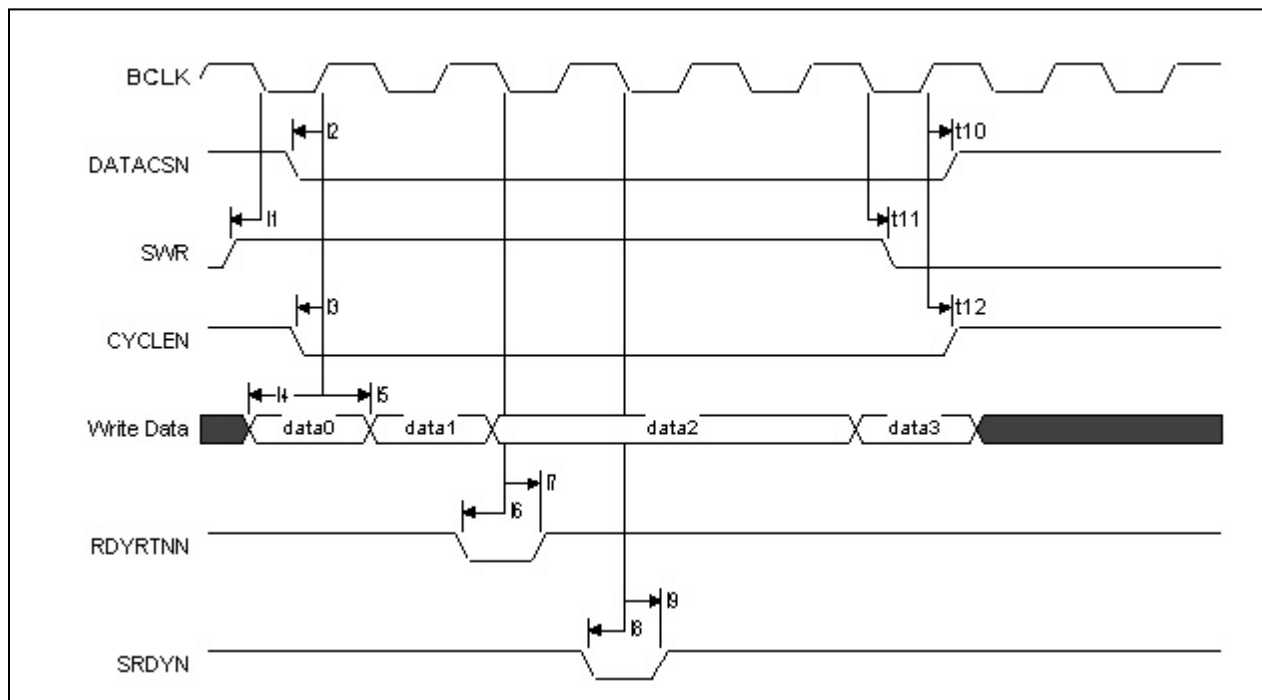 BCLK
t2
t10
DATACSN
t1
t11
SWR
t3
t12
CYCLEN
t4
t5
Write Data
data0
data1
data2
data3
t7
t6
RDYRTNN
t9
t8
SRDYN